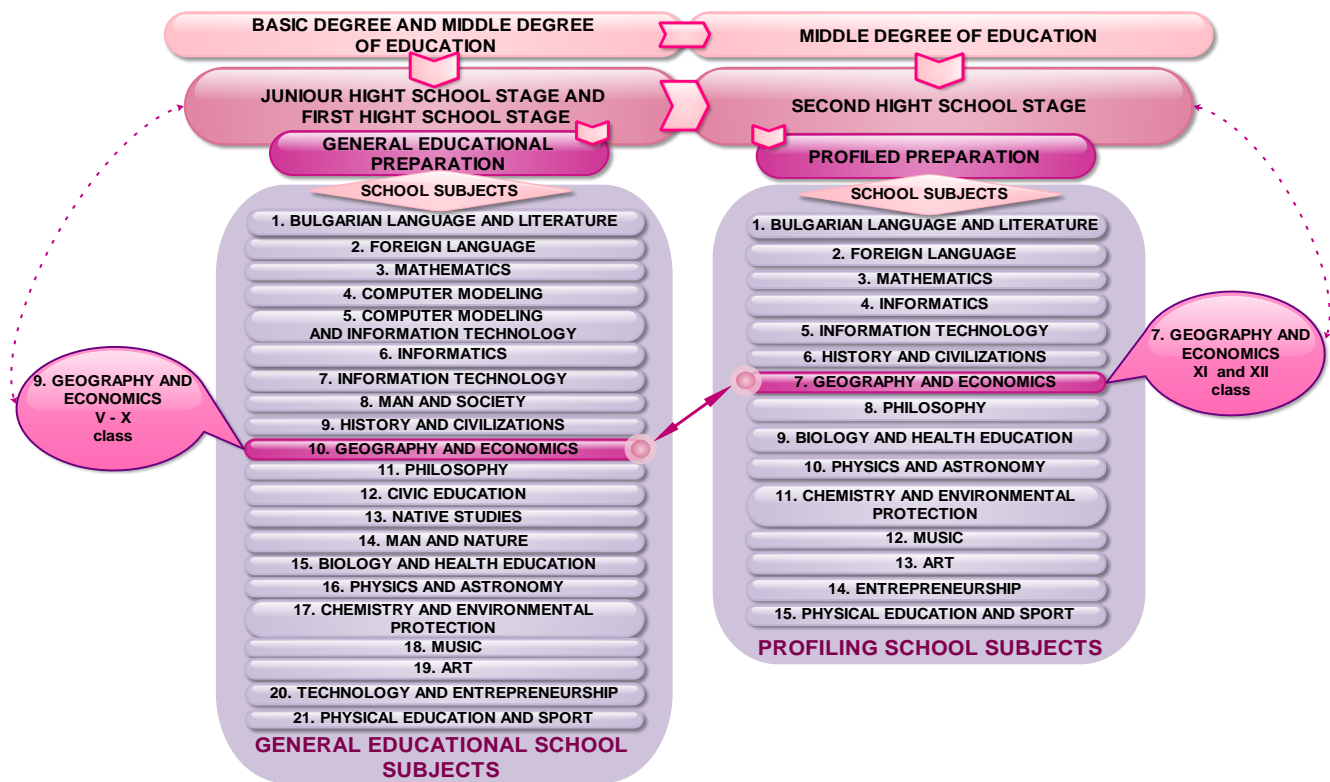 BASIC DEGREE AND MIDDLE DEGREE
OF EDUCATION
MIDDLE DEGREE OF EDUCATION
JUNIOUR HIGHT SCHOOL STAGE AND
FIRST HIGHT SCHOOL STAGE
SECOND HIGHT SCHOOL STAGE
GENERAL EDUCATIONAL
PREPARATION
PROFILED PREPARATION
SCHOOL SUBJECTS
1. BULGARIAN LANGUAGE AND LITERATURE
2. FOREIGN LANGUAGE
3. MATHEMATICS
4. COMPUTER MODELING
5. COMPUTER MODELING
AND INFORMATION TECHNOLOGY
6. INFORMATICS
7. INFORMATION TECHNOLOGY
8. MAN AND SOCIETY
9. HISTORY AND CIVILIZATIONS
10. GEOGRAPHY AND ECONOMICS
11. PHILOSOPHY
12. CIVIC EDUCATION
13. NATIVE STUDIES
14. MAN AND NATURE
15. BIOLOGY AND HEALTH EDUCATION
16. PHYSICS AND ASTRONOMY
17. CHEMISTRY AND ENVIRONMENTAL
PROTECTION
18. MUSIC
19. ART
20. TECHNOLOGY AND ENTREPRENEURSHIP
21. PHYSICAL EDUCATION AND SPORT
GENERAL EDUCATIONAL SCHOOL
SUBJECTS
9. GEOGRAPHY AND
ECONOMICS
V - X
class
SCHOOL SUBJECTS
1. BULGARIAN LANGUAGE AND LITERATURE
2. FOREIGN LANGUAGE
3. MATHEMATICS
4. INFORMATICS
5. INFORMATION TECHNOLOGY
6. HISTORY AND CIVILIZATIONS
7. GEOGRAPHY AND ECONOMICS
8. PHILOSOPHY
9. BIOLOGY AND HEALTH EDUCATION
10. PHYSICS AND ASTRONOMY
11. CHEMISTRY AND ENVIRONMENTAL
PROTECTION
12. MUSIC
13. ART
14. ENTREPRENEURSHIP
15. PHYSICAL EDUCATION AND SPORT
PROFILING SCHOOL SUBJECTS
7. GEOGRAPHY AND
ECONOMICS
XI and XII
class